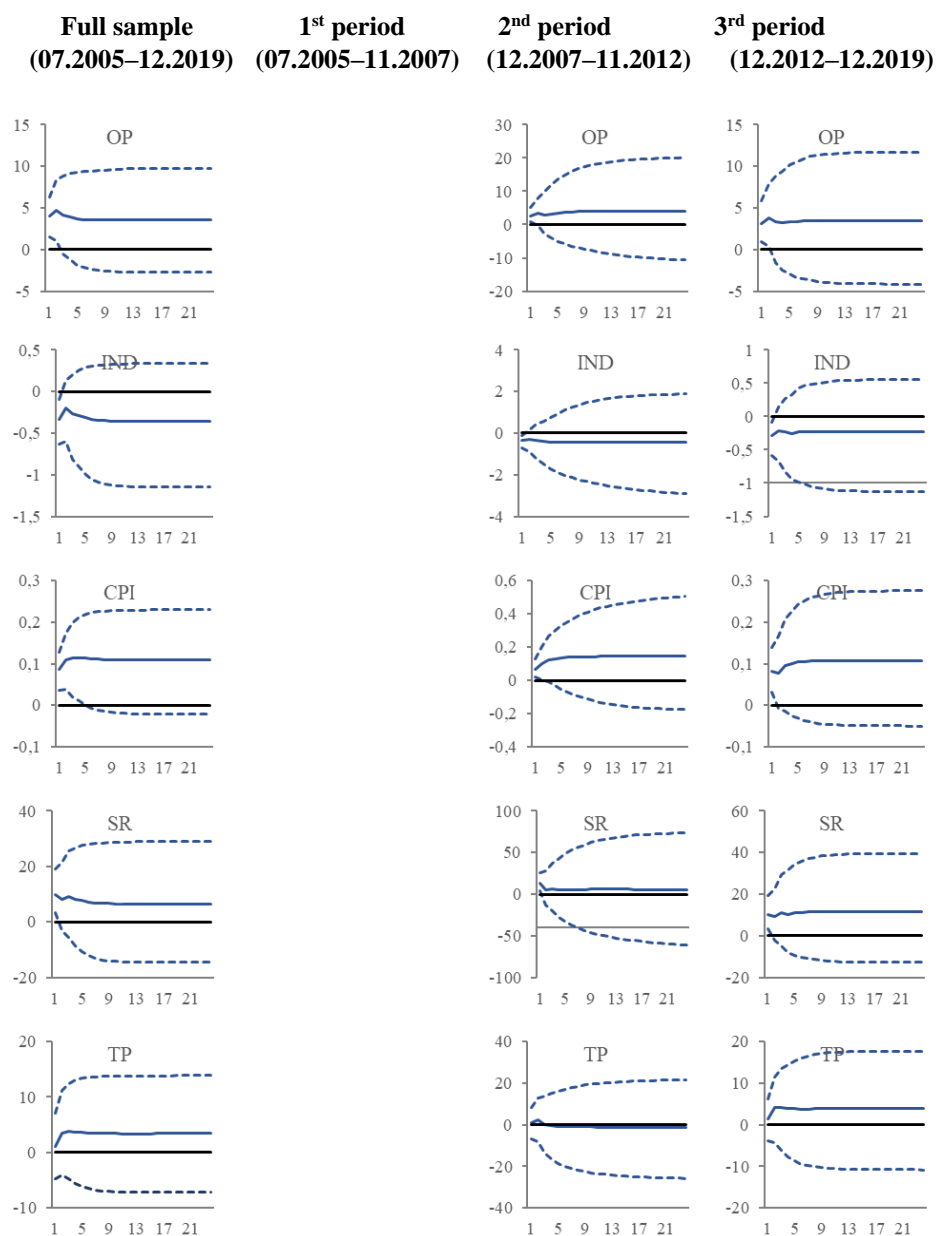 Full sample 1st period 2nd period 3rd period
(07.2005–12.2019) (07.2005–11.2007) (12.2007–11.2012) (12.2012–12.2019)
OP
15
10
5
0
-5
1 5 9 13 17 21
OP
30
20
10
0
-10
-20
1 5 9 13 17 21
OP
15
10
5
0
-5
1 5 9 13 17 21
IND
0,5
0
-0,5
-1
-1,5
1 5 9 13 17 21
IND
4
2
0
-2
-4
1 5 9 13 17 21
IND
1
0,5
0
-0,5
-1
-1,5
1 5 9 13 17 21
CPI
0,3
0,2
0,1
0
-0,1
1 5 9 13 17 21
CPI
0,6
0,4
0,2
0
-0,2
-0,4
1 5 9 13 17 21
CPI
0,3
0,2
0,1
0
-0,1
1 5 9 13 17 21
SR
40
20
0
-20
1 5 9 13 17 21
SR
100
50
0
-50
-100
1 5 9 13 17 21
SR
60
40
20
0
-20
1 5 9 13 17 21
TP
20
10
0
-10
1 5 9 13 17 21
TP
40
20
0
-20
-40
1 5 9 13 17 21
TP
20
10
0
-10
-20
1 5 9 13 17 21